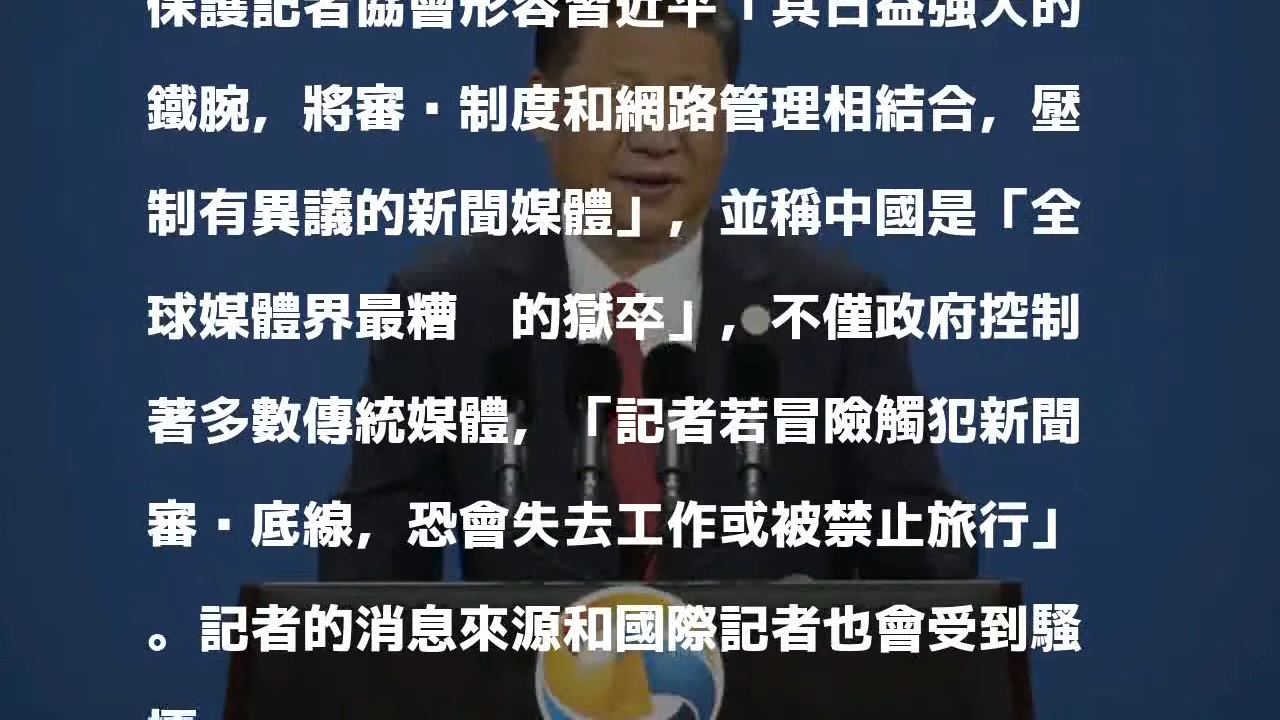 保護記者協會形容習近平「其日益強大的
鐵腕，將審·制度和網路管理相結合，壓
制有異議的新聞媒體」，並稱中國是「全
球媒體界最糟　的獄卒」，不僅政府控制
著多數傳統媒體，「記者若冒險觸犯新聞
審·底線，恐會失去工作或被禁止旅行」
。記者的消息來源和國際記者也會受到騷